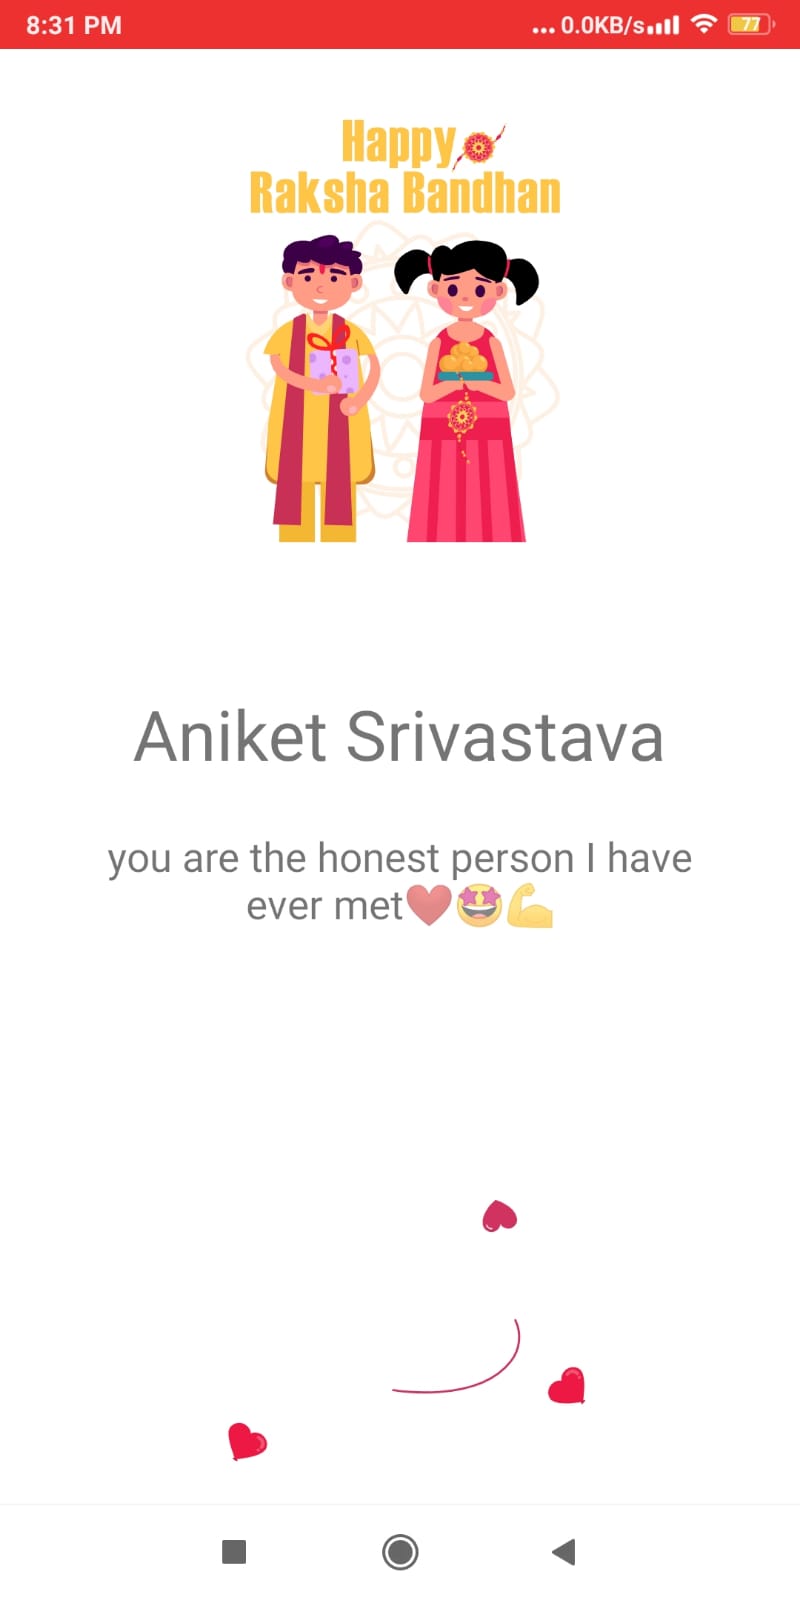 8:31 PM ... 0.0KB/s 77
Happy
Raksha Bandhan
Aniket Srivastava
you are the honest person I have
ever met❤️🤩💪